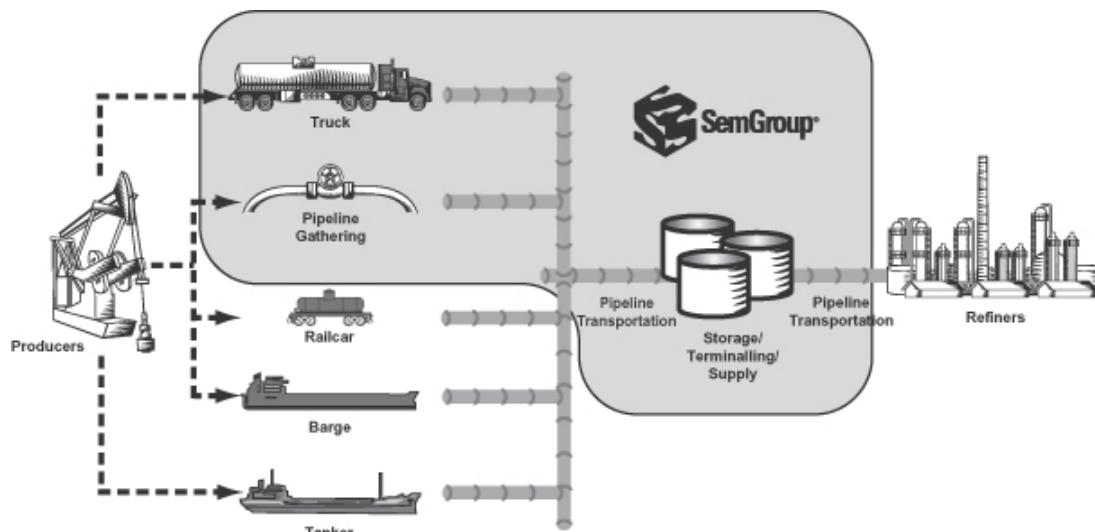 Truck
SemGroup®
Pipeline
Gathering
Producers
Railcar
Pipeline
Transportation
Storage/
Terminalling/
Supply
Pipeline
Transportation
Refiners
Barge
Tanker